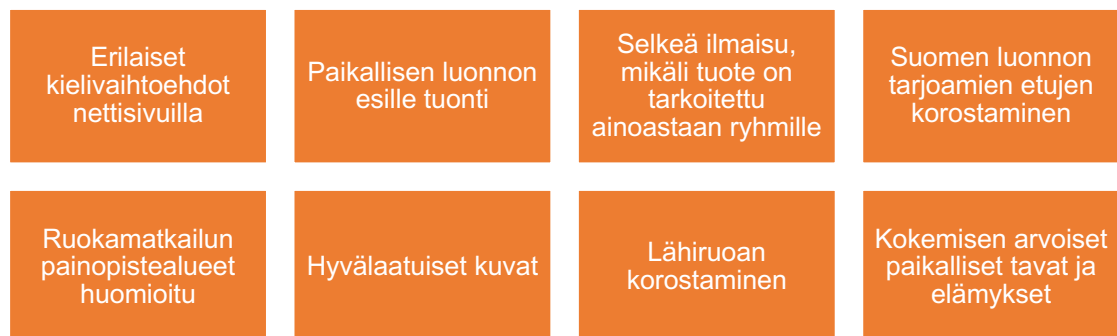 Erilaiset
kielivaihtoehdot
nettisivuilla
Paikallisen luonnon
esille tuonti
Selkeä ilmaisu,
mikäli tuote on
tarkoitettu
ainoastaan ryhmille
Suomen luonnon
tarjoamien etujen
korostaminen
Ruokamatkailun
painopistealueet
huomioitu
Hyvälaatuiset kuvat
Lähiruoan
korostaminen
Kokemisen arvoiset
paikalliset tavat ja
elämykset